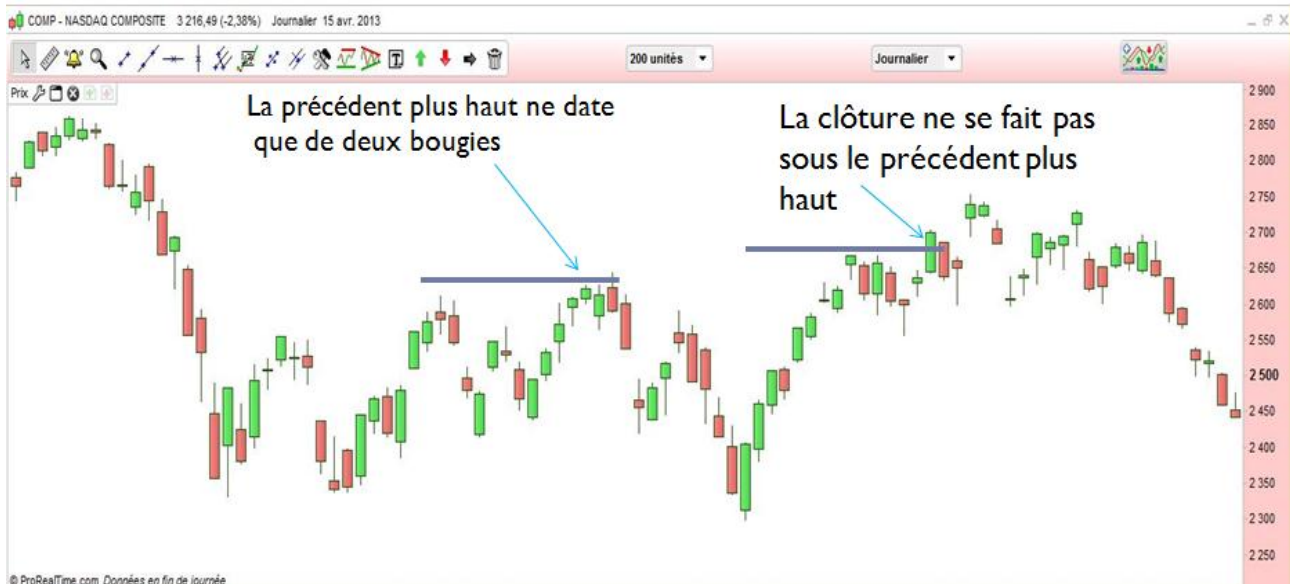 COMP - NASDAQ COMPOSITE 3 216,49 (-2,38%) Journalier 15 avr. 2013
200 unités
Journalier
Prix
La précédent plus haut ne date
que de deux bougies
La clôture ne se fait pas
sous le précédent plus
haut
2 900
2 850
2 800
2 750
2 700
2 650
2 600
2 550
2 500
2 450
2 400
2 350
2 300
2 250
© ProRealTime.com Données en fin de journée